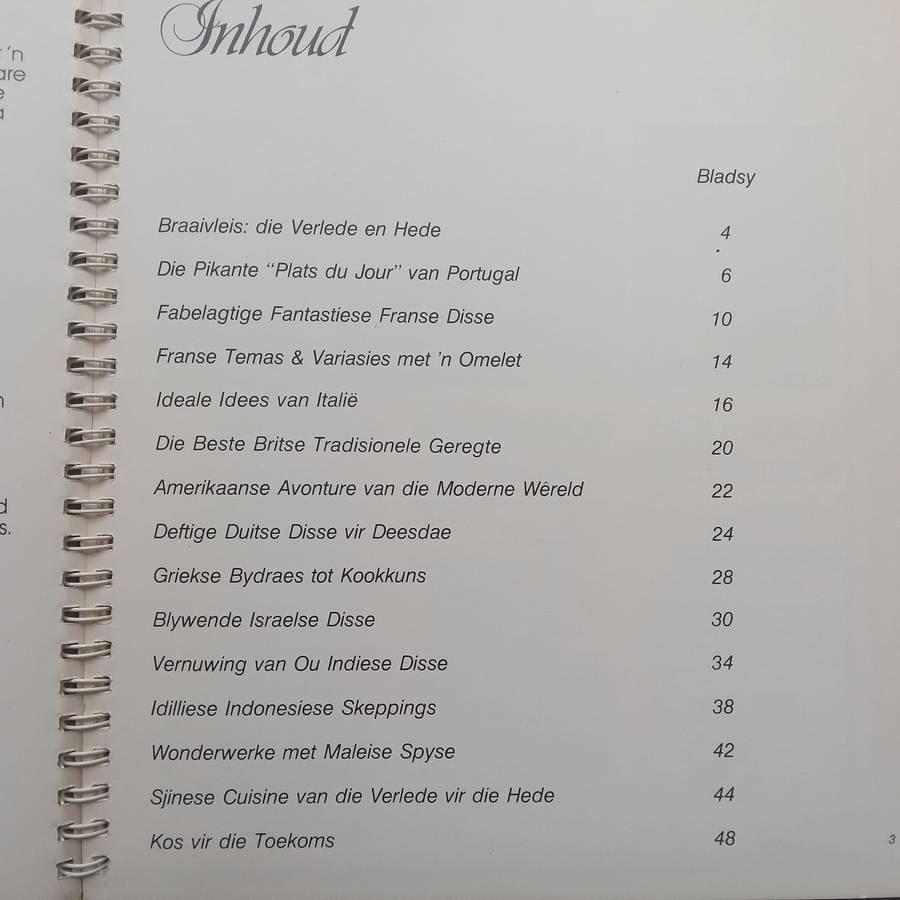 Inhoud
Bladsy
Braaivleis: die Verlede en Hede 4
Die Pikante “Plats du Jour” van Portugal 6
Fabelagtige Fantastiese Franse Disse 10
Franse Temas & Variasies met 'n Omelet 14
Ideale Idees van Italië 16
Die Beste Britse Tradisionele Geregte 20
Amerikaanse Avonture van die Moderne Wêreld 22
Deftige Duitse Disse vir Deesdae 24
Griekse Bydraes tot Kookkuns 28
Blywende Israelse Disse 30
Vernuwing van Ou Indiese Disse 34
Idilliese Indonesiese Skeppings 38
Wonderwerke met Maleise Spyse 42
Sjinese Cuisine van die Verlede vir die Hede 44
Kos vir die Toekoms 48
3